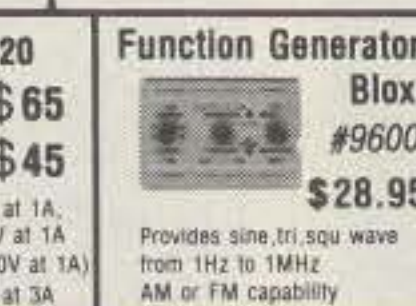 20
$65
$45
at 1A,
V at 1A
0V at 1A)
at 3A
Function Generator
Blox
#9600
$28.95
Provides sine,tri,squ wave
from 1Hz to 1MHz
AM or FM capability